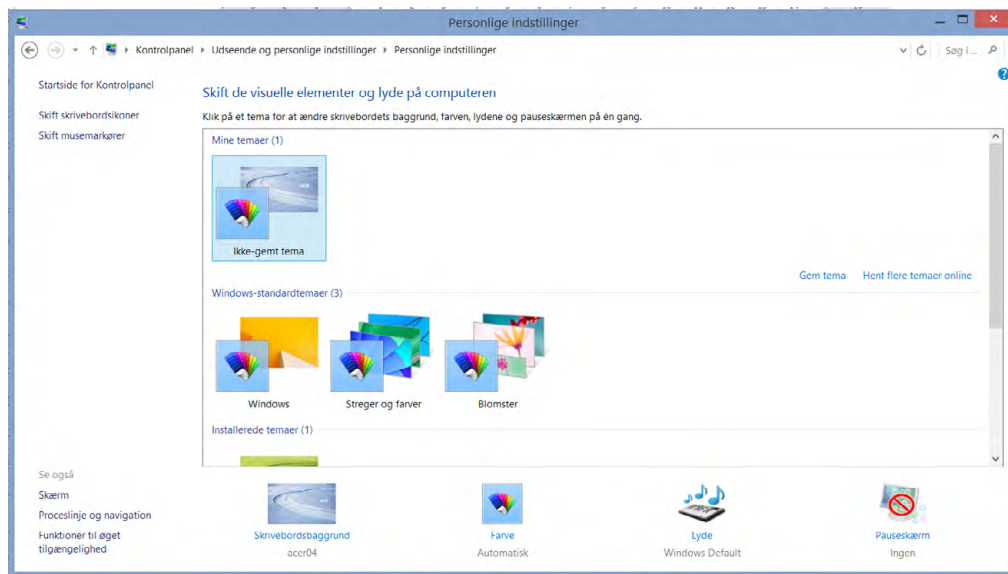 Personlige indstillinger
Kontrolpanel Udseende og personlige indstillinger Personlige indstillinger
Søg i ...
Startside for Kontrolpanel
Skift skrivebordsikoner
Skift musemarkører
Skift de visuelle elementer og lyde på computeren
Klik på et tema for at ændre skrivebordets baggrund, farven, lydene og pauseskærmen på én gang.
Mine temaer (1)
Ikke-gemt tema
Gem tema Hent flere temaer online
Windows-standardtemaer (3)
Windows Streger og farver Blomster
Installerede temaer (1)
Se også
Skærm
Proceslinje og navigation
Funktioner til øget
tilgængelighed
Skrivebordsbaggrund
acer04
Farve
Automatisk
Lyde
Windows Default
Pauseskærm
Ingen